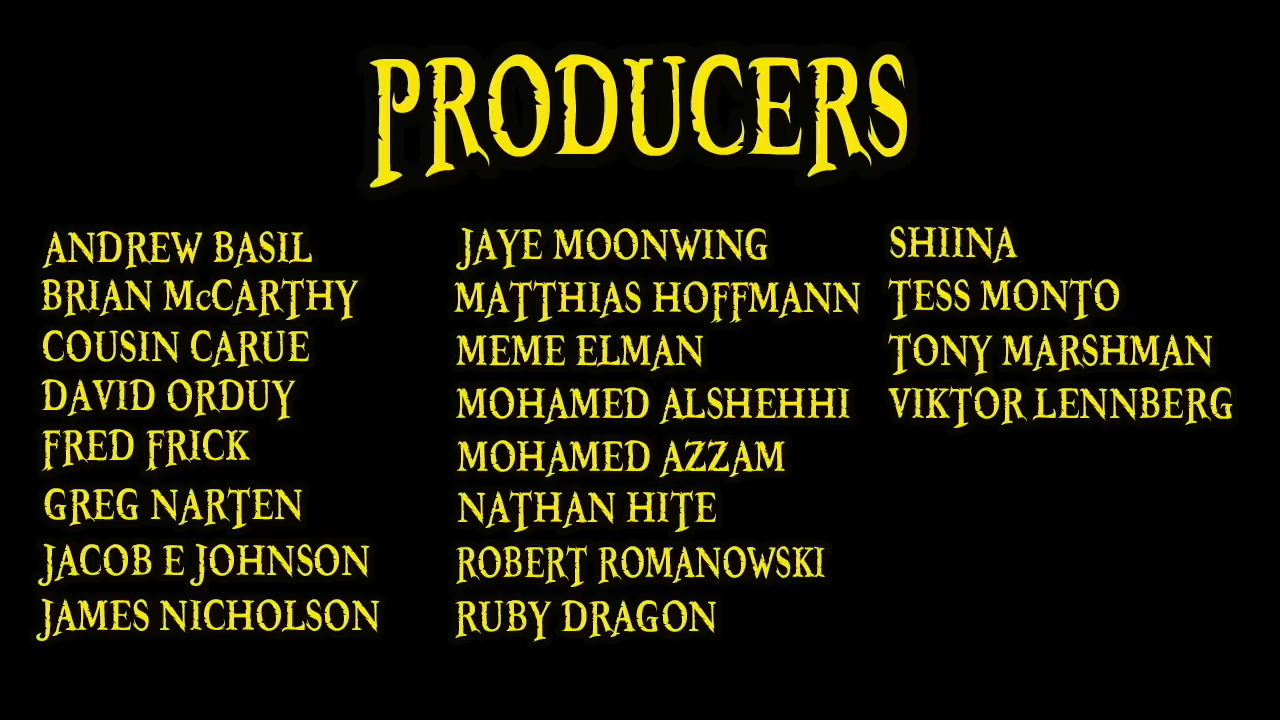 PRODUCERS
ANDREW BASIL
BRIAN McCARTHY
COUSIN CARUE
DAVID ORDUY
FRED FRICK
GREG NARTEN
JACOB E JOHNSON
JAMES NICHOLSON
JAYE MOONWING
MATTHIAS HOFFMANN
MEME ELMAN
MOHAMED ALSHEHHI
MOHAMED AZZAM
NATHAN HITE
ROBERT ROMANOWSKI
RUBY DRAGON
SHIINA
TESS MONTO
TONY MARSHMAN
VIKTOR LENNBERG